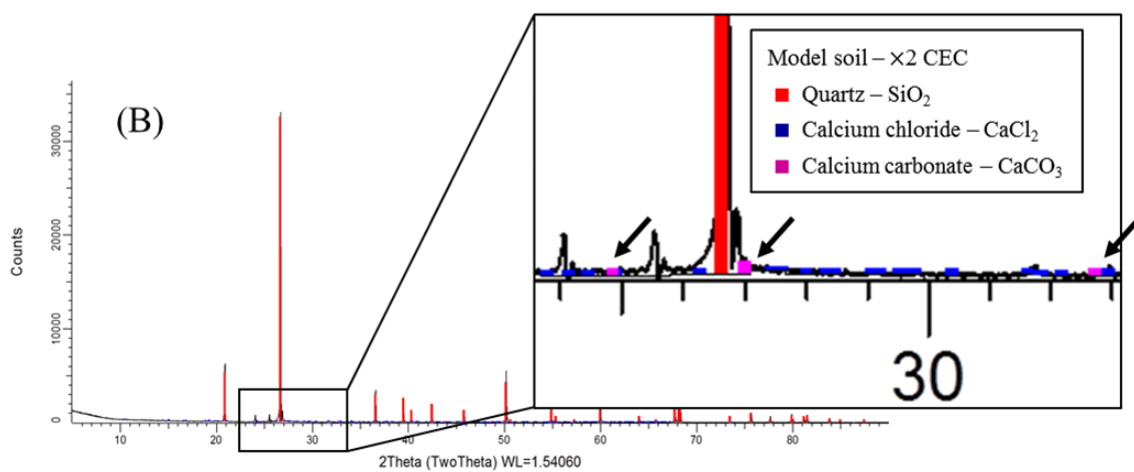 (B)
Counts
30000
20000
10000
0
10
20
30
40
50
60
70
80
2Theta (TwoTheta) WL=1.54060
Model soil – ×2 CEC
Quartz – SiO₂
Calcium chloride – CaCl₂
Calcium carbonate – CaCO₃
30